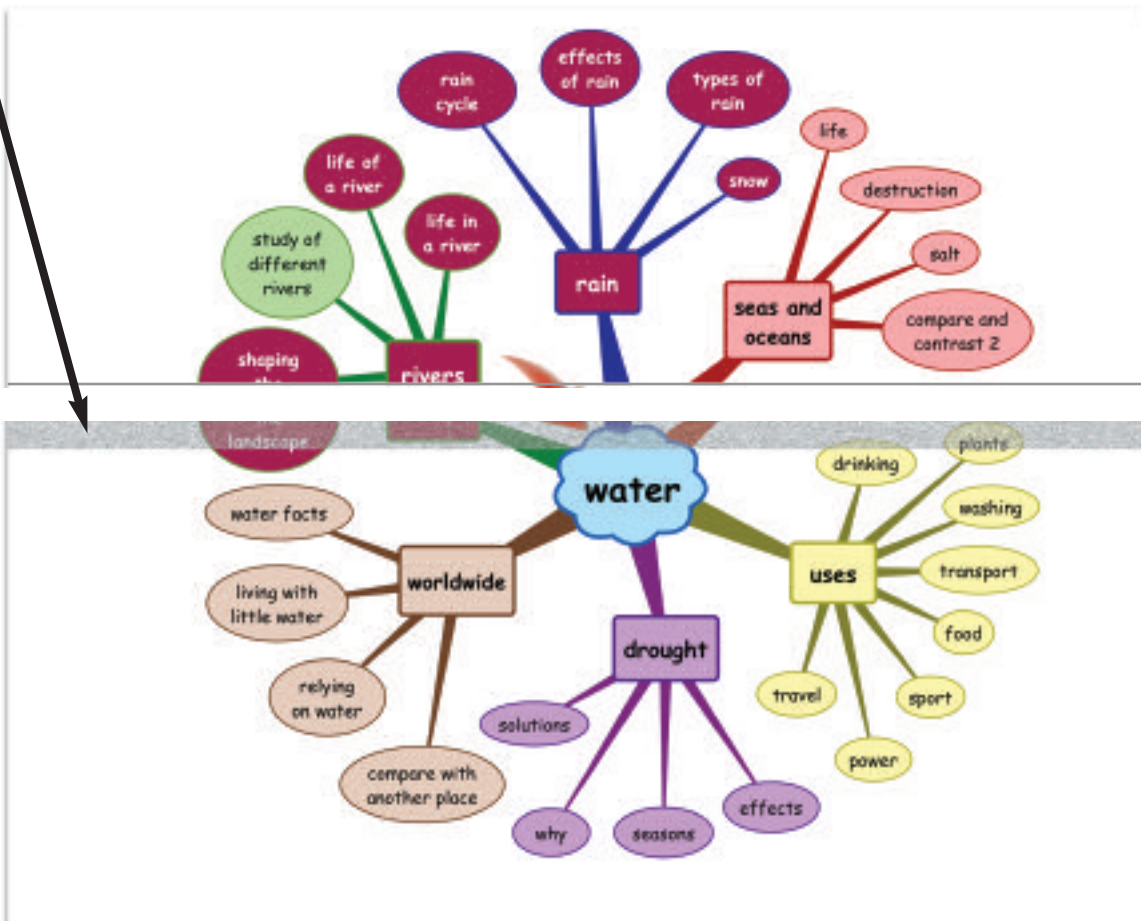 effects
of rain
rain
cycle
types of
rain
life
life of
a river
destruction
snow
life in
a river
study of
different
rivers
salt
rain
seas and
oceans
compare and
contrast 2
shaping
the
rivers
landscape
plants
drinking
water
washing
water facts
transport
worldwide
uses
living with
little water
food
drought
relying
on water
travel
sport
solutions
power
compare with
another place
effects
why
seasons